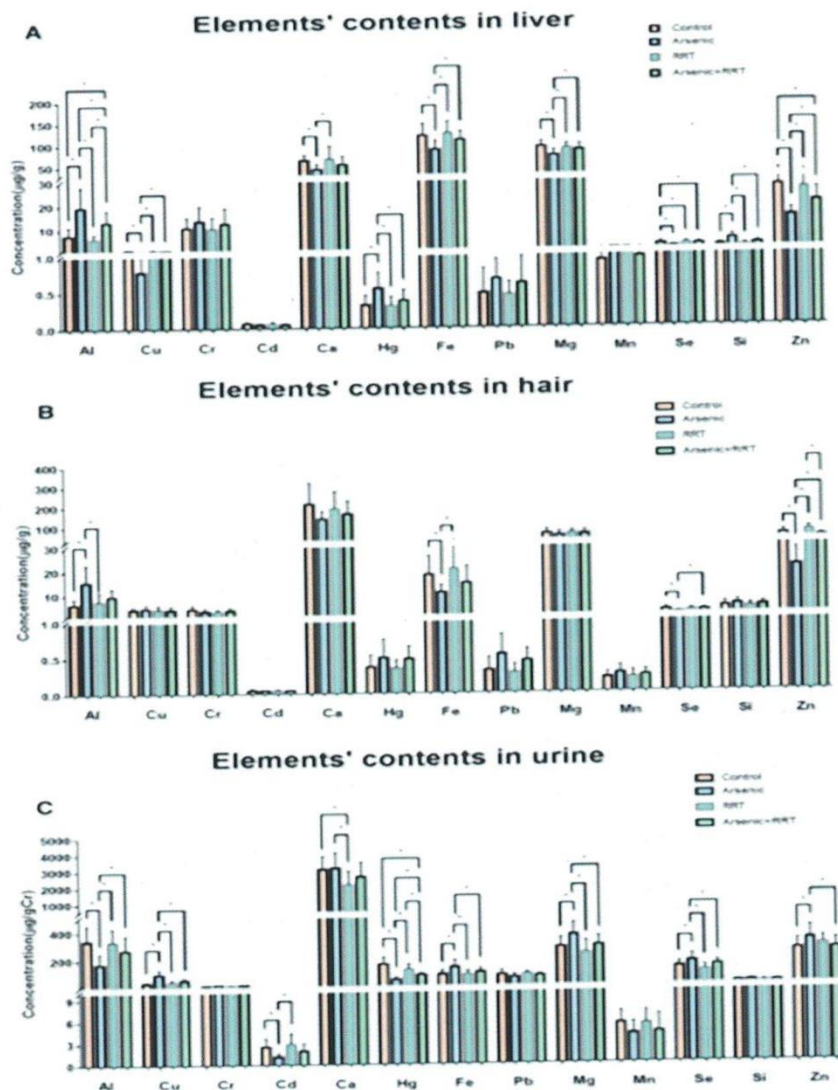 A
Elements' contents in liver
Control
Arsenic
RRT
Arsenic+RRT
Concentration(μg/g)
200
150
100
50
30
20
10
1.0
0.5
0.0
Al Cu Cr Cd Ca Hg Fe Pb Mg Mn Se Si Zn
B
Elements' contents in hair
Control
Arsenic
RRT
Arsenic+RRT
Concentration(μg/g)
400
300
200
100
30
20
10
1.0
0.5
0.0
Al Cu Cr Cd Ca Hg Fe Pb Mg Mn Se Si Zn
C
Elements' contents in urine
Control
Arsenic
RRT
Arsenic+RRT
Concentration(μg/gCr)
5000
4000
3000
2000
1000
400
200
9
6
3
0
Al Cu Cr Cd Ca Hg Fe Pb Mg Mn Se Si Zn